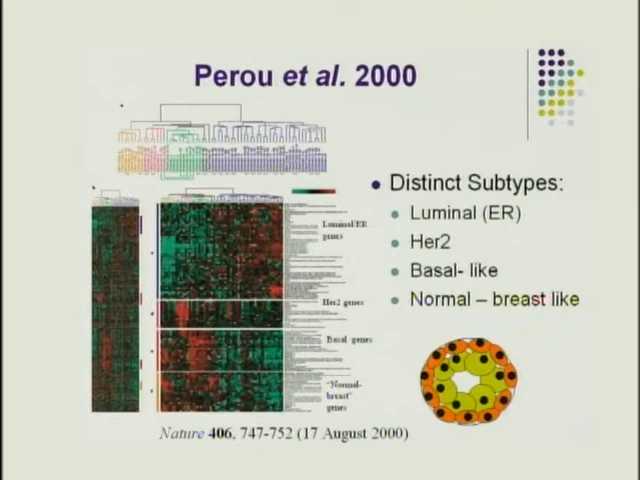 Perou et al. 2000
Distinct Subtypes:
Luminal (ER)
Her2
Basal- like
Normal – breast like
Luminal/ER
genes
Her2 genes
Basal genes
"Normal-
breast"
genes
Nature 406, 747-752 (17 August 2000)